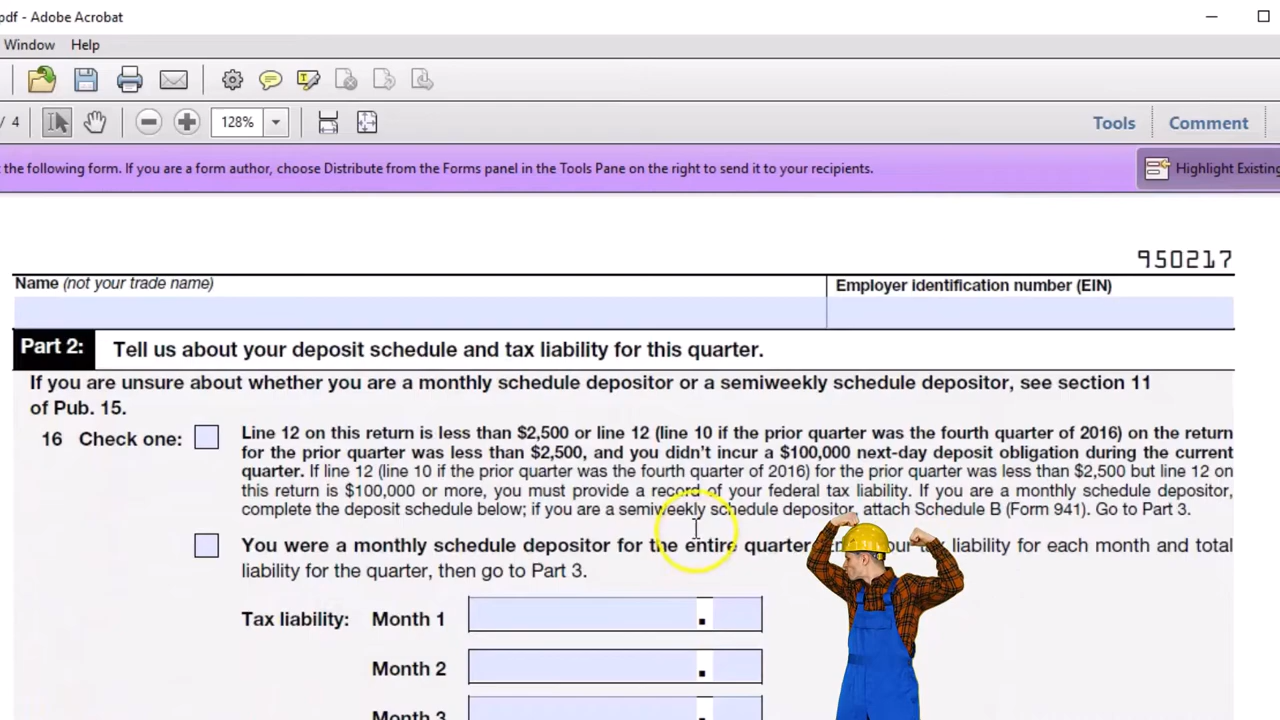 pdf - Adobe Acrobat
Window Help
/ 4 128% Tools Comment
the following form. If you are a form author, choose Distribute from the Forms panel in the Tools Pane on the right to send it to your recipients. Highlight Existing
950217
Name (not your trade name) Employer identification number (EIN)
Part 2: Tell us about your deposit schedule and tax liability for this quarter.
If you are unsure about whether you are a monthly schedule depositor or a semiweekly schedule depositor, see section 11
of Pub. 15.
16 Check one: Line 12 on this return is less than $2,500 or line 12 (line 10 if the prior quarter was the fourth quarter of 2016) on the return
for the prior quarter was less than $2,500, and you didn't incur a $100,000 next-day deposit obligation during the current
quarter. If line 12 (line 10 if the prior quarter was the fourth quarter of 2016) for the prior quarter was less than $2,500 but line 12 on
this return is $100,000 or more, you must provide a record of your federal tax liability. If you are a monthly schedule depositor,
complete the deposit schedule below; if you are a semiweekly schedule depositor, attach Schedule B (Form 941). Go to Part 3.
You were a monthly schedule depositor for the entire quarter tax liability for each month and total
liability for the quarter, then go to Part 3.
Tax liability: Month 1 .
Month 2 .
Month 3 .